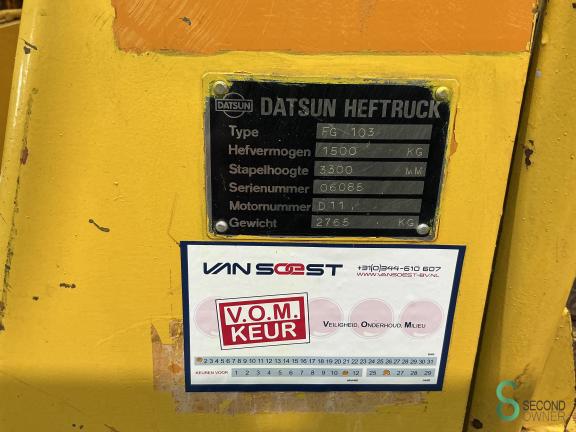 DATSUN DATSUN HEFTRUCK
Type FG 103
Hefvermogen 1500 KG
Stapelhoogte 3300 MM
Serienummer 06086
Motornummer D11
Gewicht 2765 KG
VAN SOEST +31(0)344-610 607
WWW.VANSOEST-BV.NL
V.O.M.
KEUR
VEILIGHEID, ONDERHOUD, MILIEU
2 3 4 5 6 7 8 9 10 11 12 13 14 15 16 17 18 19 20 21 22 23 24 25 26 27 28 29 30 31
KEUREN VOOR 1 2 3 4 5 6 7 8 9 10 12 25 27 28 29
SECOND
OWNER